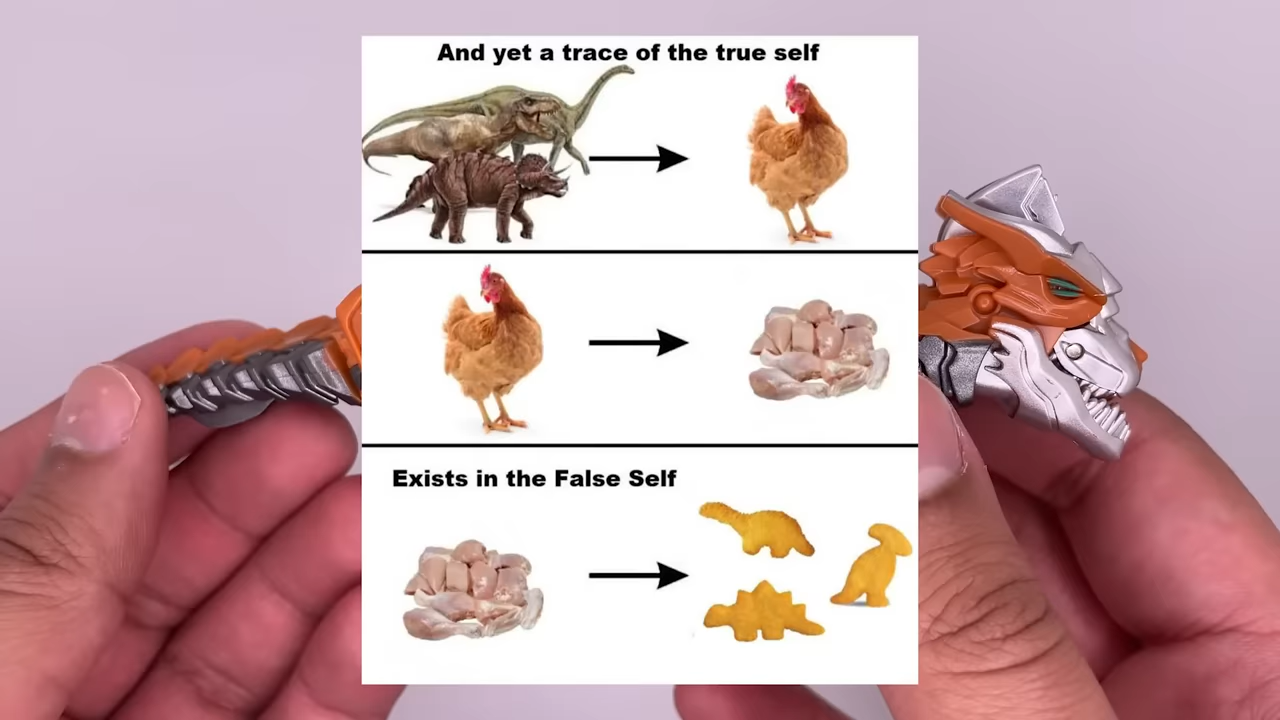 And yet a trace of the true self
Exists in the False Self